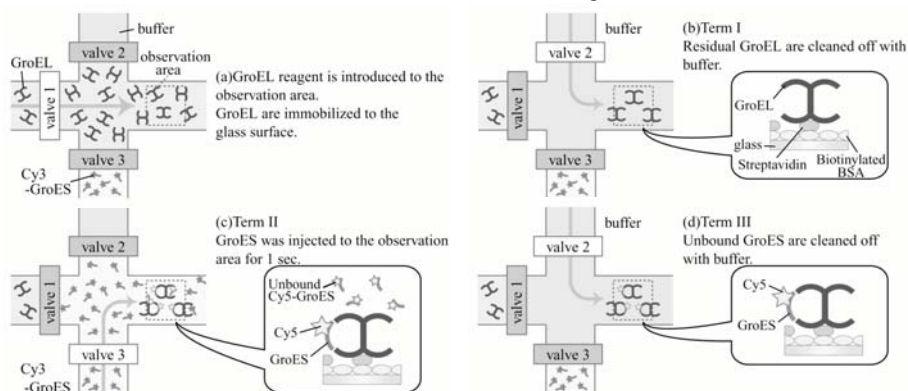 buffer
valve 2
observation
area
GroEL
valve 1
valve 3
Cy3
-GroES
(a)GroEL reagent is introduced to the
observation area.
GroEL are immobilized to the
glass surface.
buffer
(b)Term I
Residual GroEL are cleaned off with
buffer.
valve 2
valve 1
valve 3
GroEL
glass
Streptavidin
Biotinylated
BSA
(c)Term II
GroES was injected to the observation
area for 1 sec.
valve 2
valve 1
valve 3
Cy3
-GroES
Unbound
Cy5-GroES
Cy5
GroES
buffer
(d)Term III
Unbound GroES are cleaned off
with buffer.
valve 2
valve 1
valve 3
Cy5
GroES